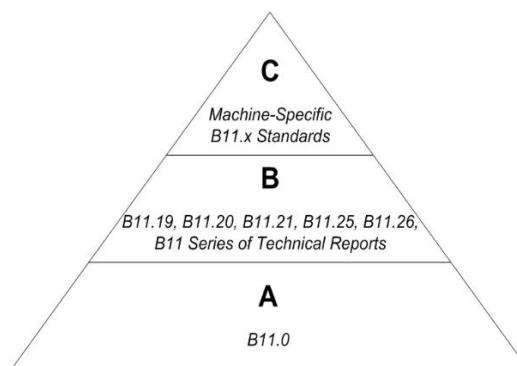 C
Machine-Specific
B11.x Standards
B
B11.19, B11.20, B11.21, B11.25, B11.26,
B11 Series of Technical Reports
A
B11.0